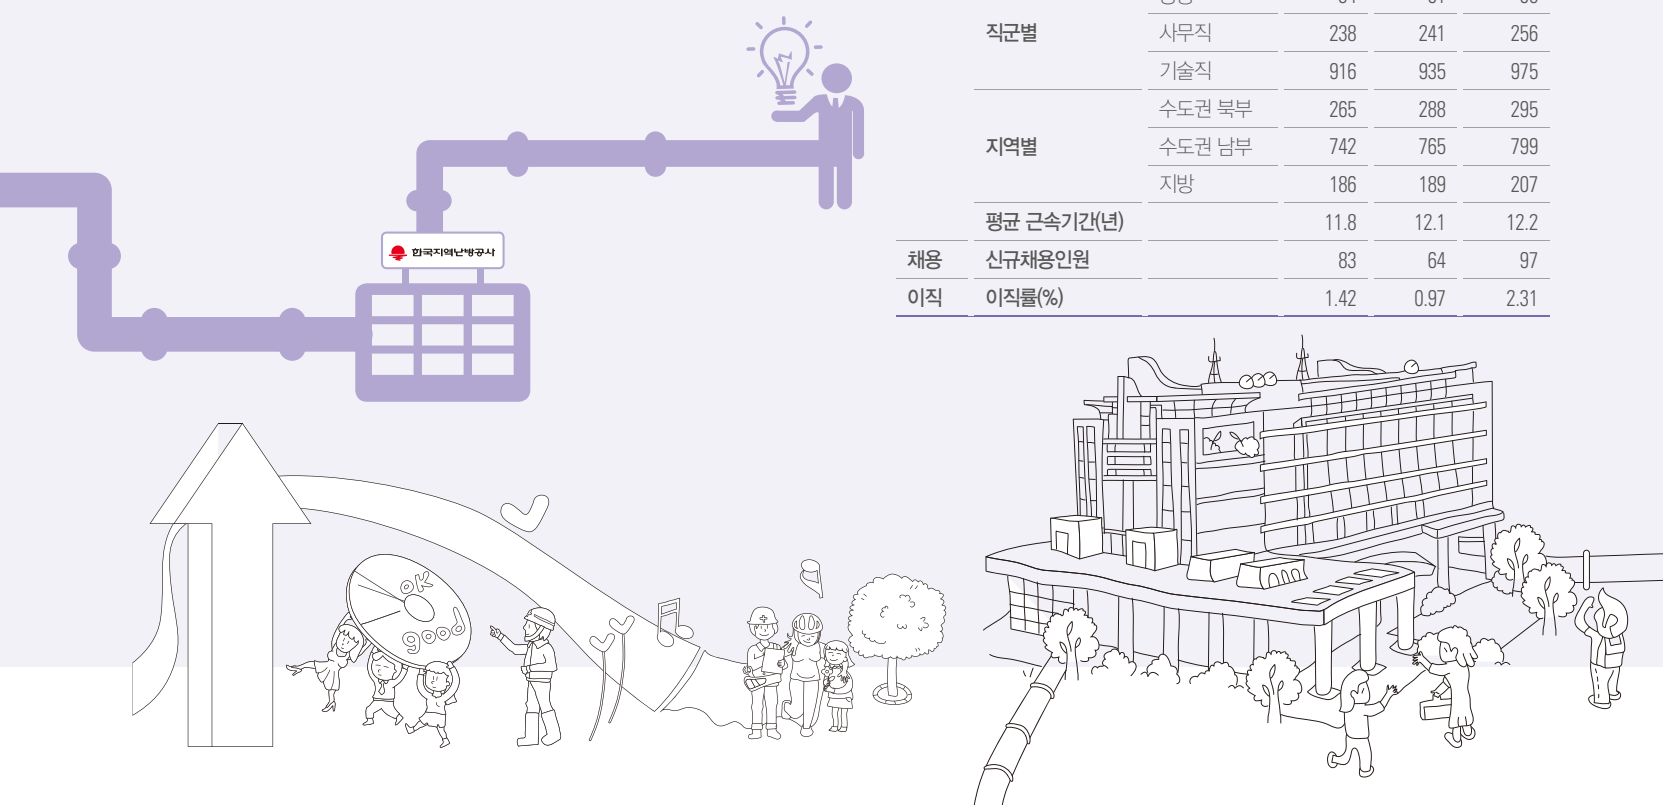 직군별 사무직 238 241 256
기술직 916 935 975
수도권 북부 265 288 295
지역별 수도권 남부 742 765 799
지방 186 189 207
평균 근속기간(년) 11.8 12.1 12.2
채용 신규채용인원 83 64 97
이직 이직률(%) 1.42 0.97 2.31
한국지역난방공사
OK
good